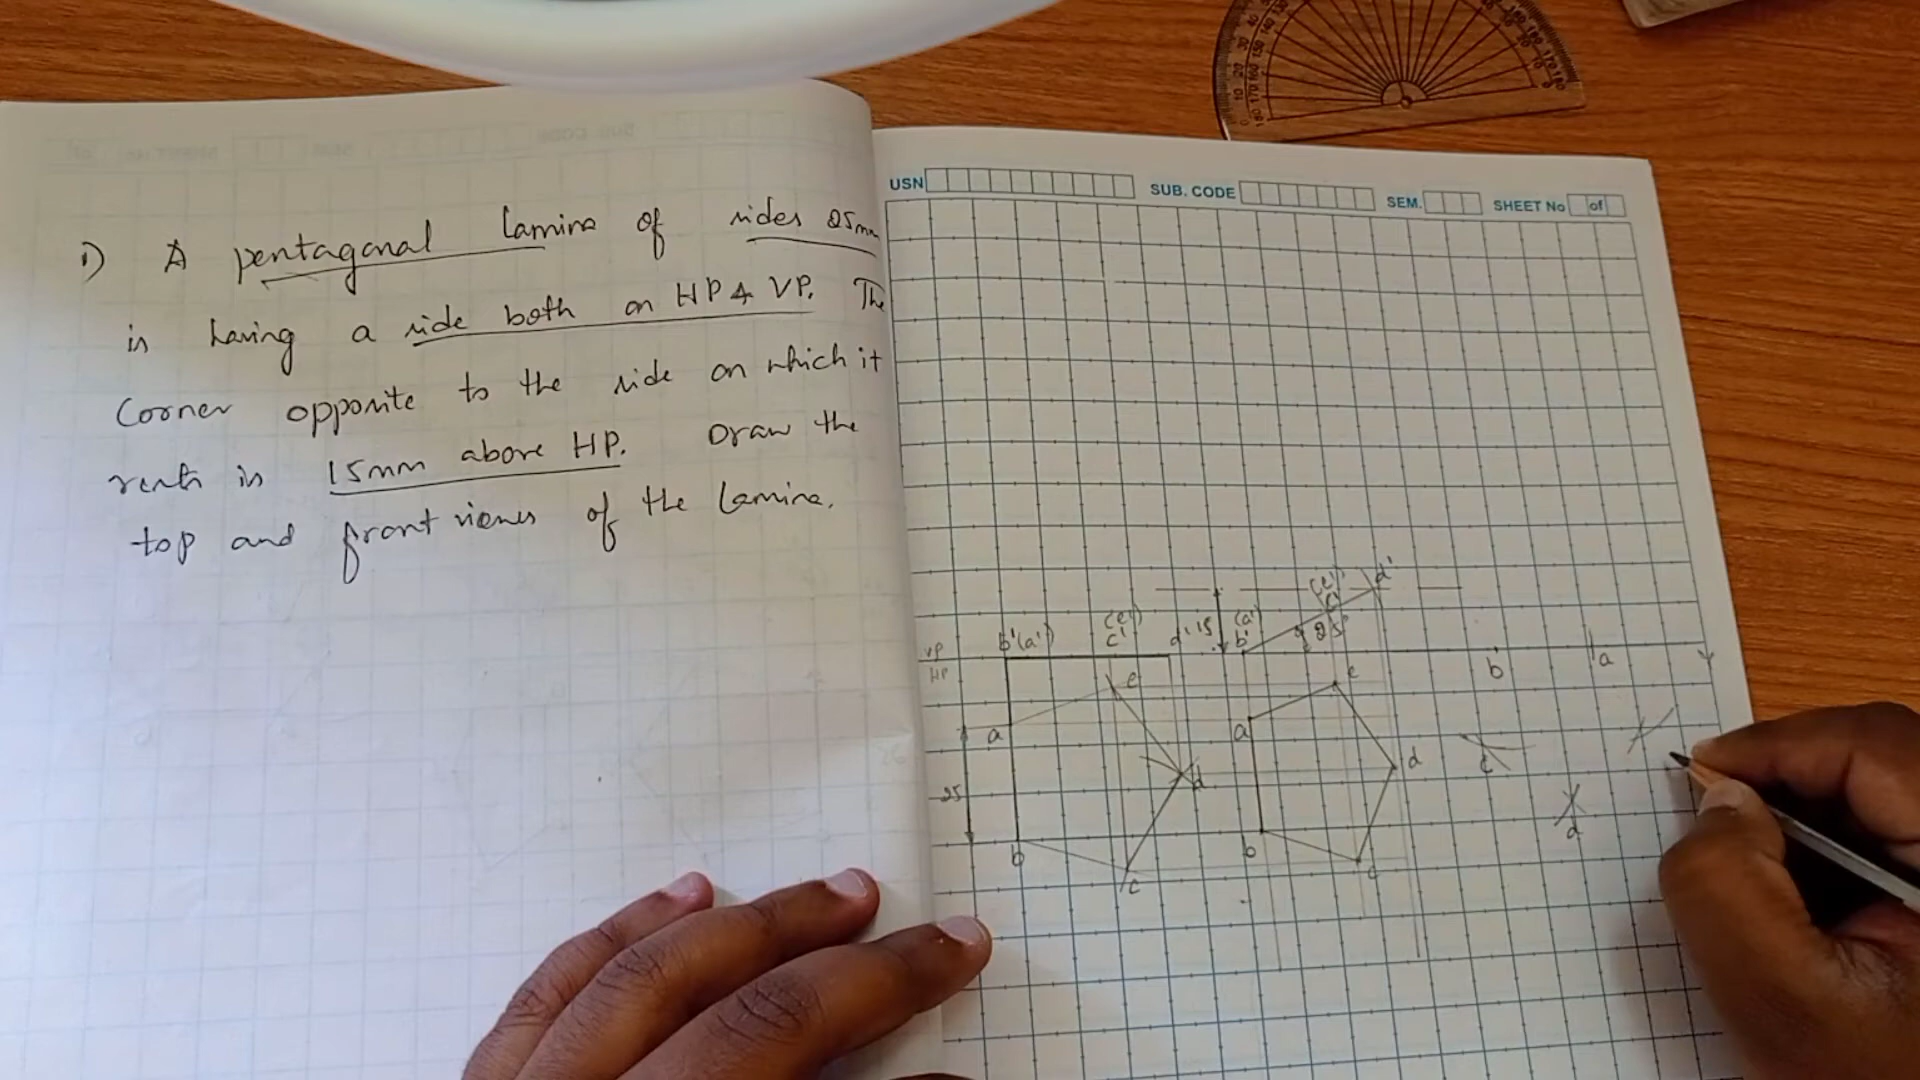 1) A pentagonal lamina of sides 25mm
is having a side both on HP & VP. The
Corner opposite to the side on which it
rests is 15mm above HP. Draw the
top and front views of the lamina.
USN
SUB. CODE
SEM.
SHEET No of
(e') d'
c'
VP
HP
b'(a')
(e')
c'
d'
15
(a')
b'
25°
b
a
e
e
a
a
d
d
c
25
d
b
b
c
c